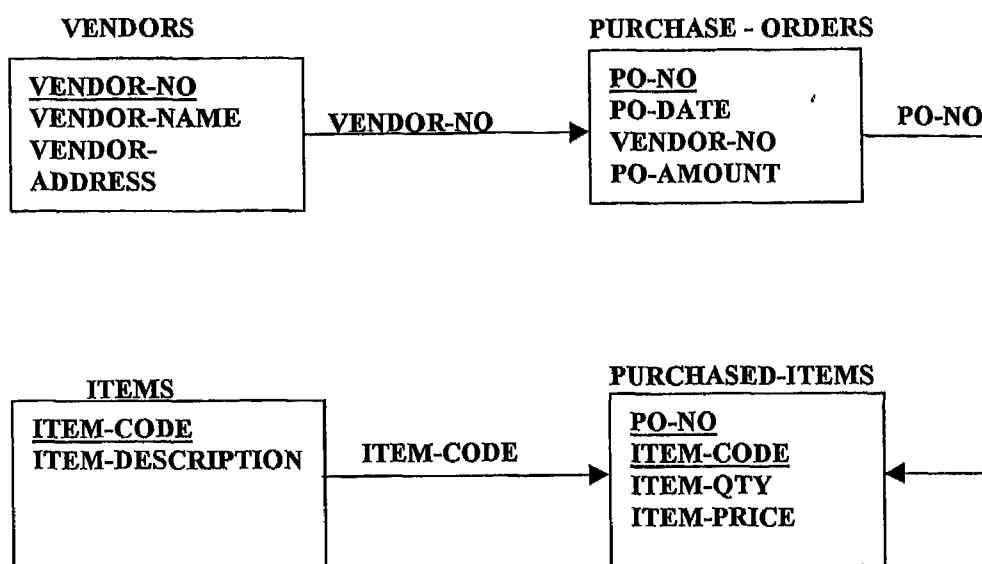 VENDORS
VENDOR-NO
VENDOR-NAME
VENDOR-
ADDRESS
VENDOR-NO
PURCHASE - ORDERS
PO-NO
PO-DATE
VENDOR-NO
PO-AMOUNT
PO-NO
ITEMS
ITEM-CODE
ITEM-DESCRIPTION
ITEM-CODE
PURCHASED-ITEMS
PO-NO
ITEM-CODE
ITEM-QTY
ITEM-PRICE